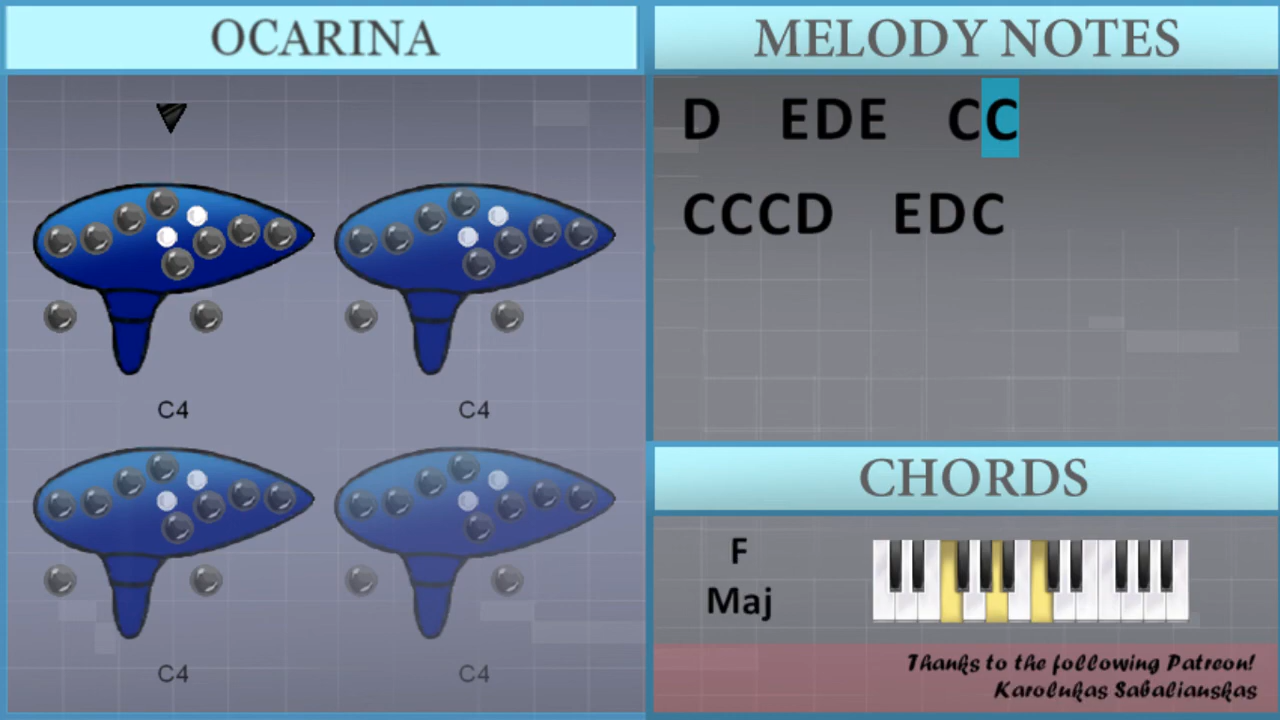 OCARINA
C4
C4
C4
C4
MELODY NOTES
D EDE CC
CCCD EDC
CHORDS
F
Maj
Thanks to the following Patreon!
Karolukas Sabaliauskas